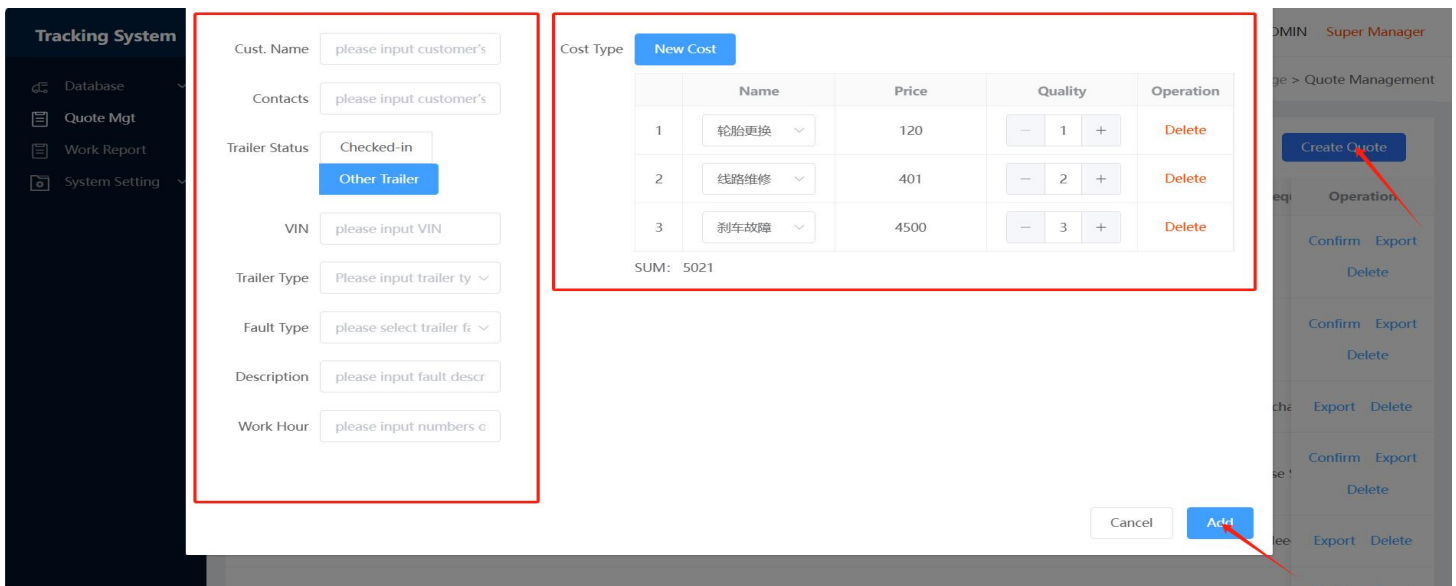 Tracking System
Database
Quote Mgt
Work Report
System Setting
Cust. Name please input customer's
Contacts please input customer's
Trailer Status Checked-in
Other Trailer
VIN please input VIN
Trailer Type Please input trailer ty
Fault Type please select trailer fa
Description please input fault descr
Work Hour please input numbers c
Cost Type New Cost
Name Price Quality Operation
1 轮胎更换 120 − 1 + Delete
2 线路维修 401 − 2 + Delete
3 刹车故障 4500 − 3 + Delete
SUM: 5021
Cancel Add
Super Manager
> Quote Management
Create Quote
Operation
Confirm Export
Delete
Confirm Export
Delete
Export Delete
Confirm Export
Delete
Export Delete